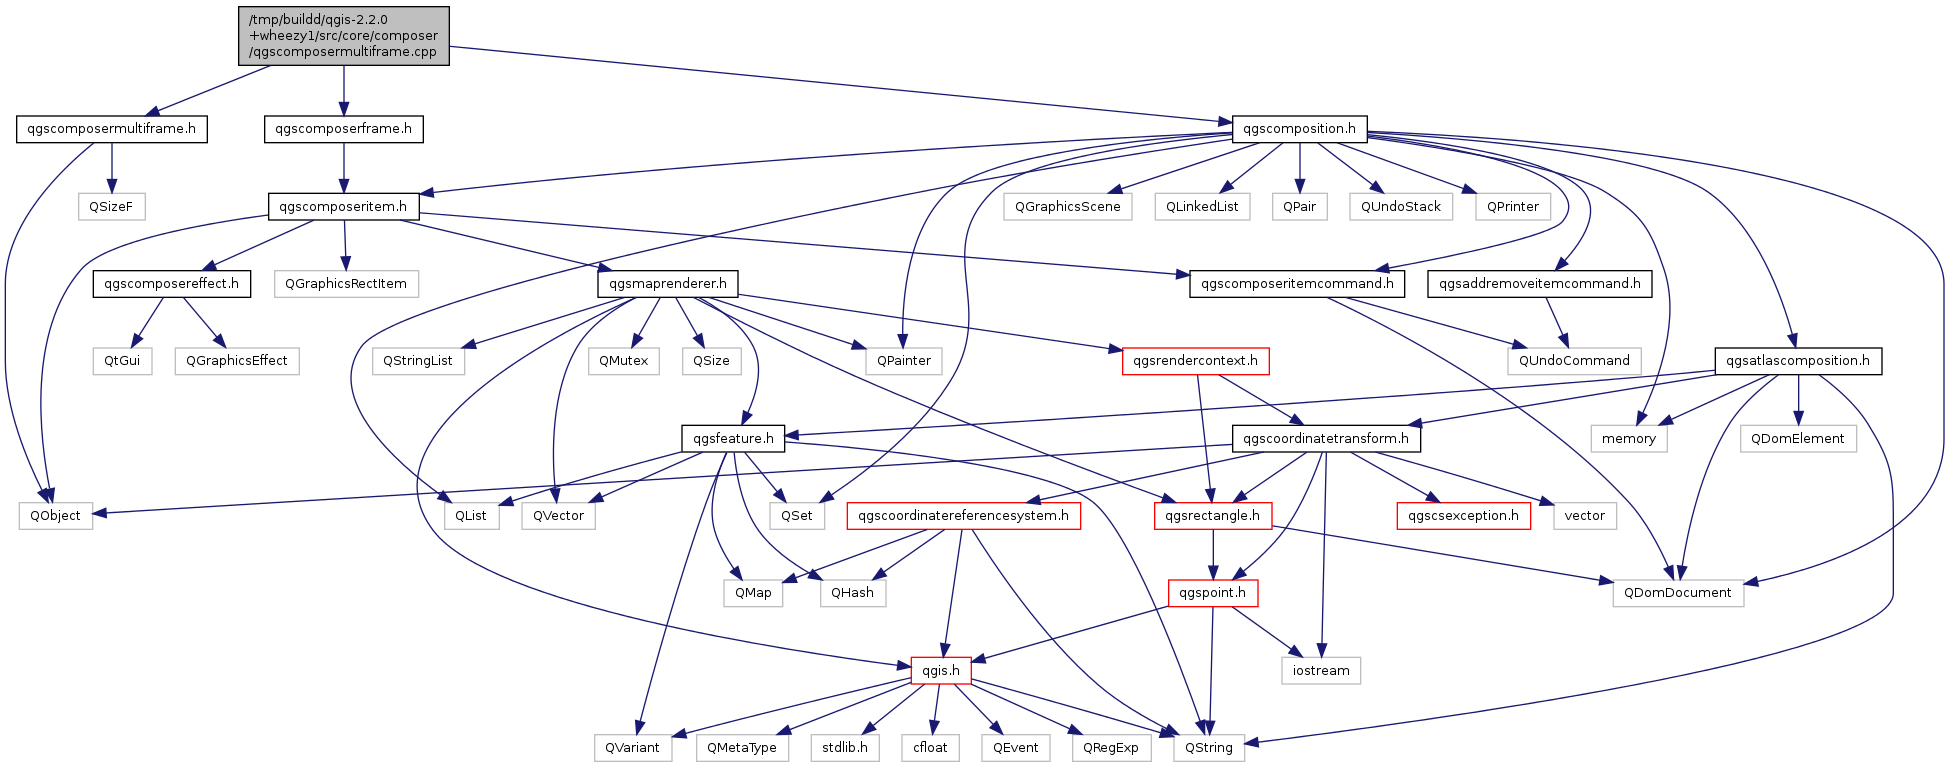 /tmp/buildd/qgis-2.2.0
+wheezy1/src/core/composer
/qgscomposermultiframe.cpp
qgscomposermultiframe.h
qgscomposerframe.h
qgscomposition.h
QSizeF
qgscomposeritem.h
QGraphicsScene
QLinkedList
QPair
QUndoStack
QPrinter
qgscomposereffect.h
QGraphicsRectItem
qgsmaprenderer.h
qgscomposeritemcommand.h
qgsaddremoveitemcommand.h
QtGui
QGraphicsEffect
QStringList
QMutex
QSize
QPainter
qgsrendercontext.h
QUndoCommand
qgsatlascomposition.h
qgsfeature.h
qgscoordinatetransform.h
memory
QDomElement
QObject
QList
QVector
QSet
qgscoordinatereferencesystem.h
qgsrectangle.h
qgscsexception.h
vector
QMap
QHash
qgspoint.h
QDomDocument
qgis.h
iostream
QVariant
QMetaType
stdlib.h
cfloat
QEvent
QRegExp
QString